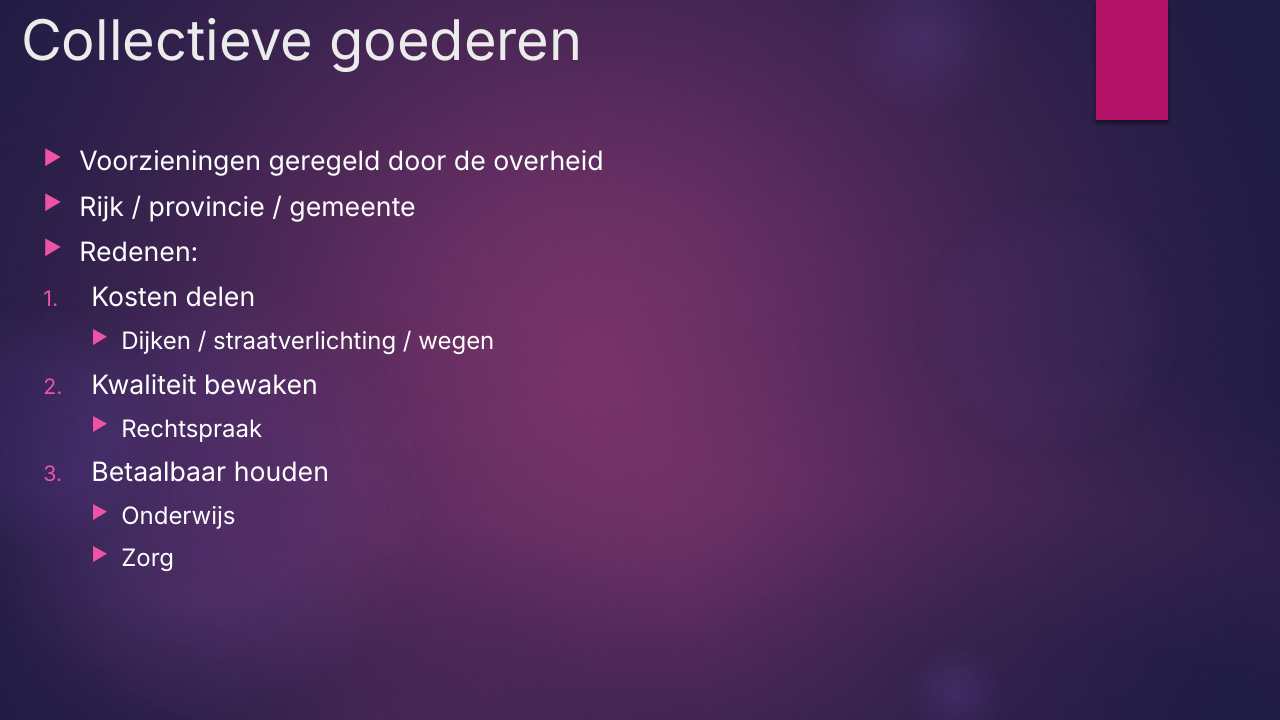 Collectieve goederen
Voorzieningen geregeld door de overheid
Rijk / provincie / gemeente
Redenen:
1. Kosten delen
Dijken / straatverlichting / wegen
2. Kwaliteit bewaken
Rechtspraak
3. Betaalbaar houden
Onderwijs
Zorg